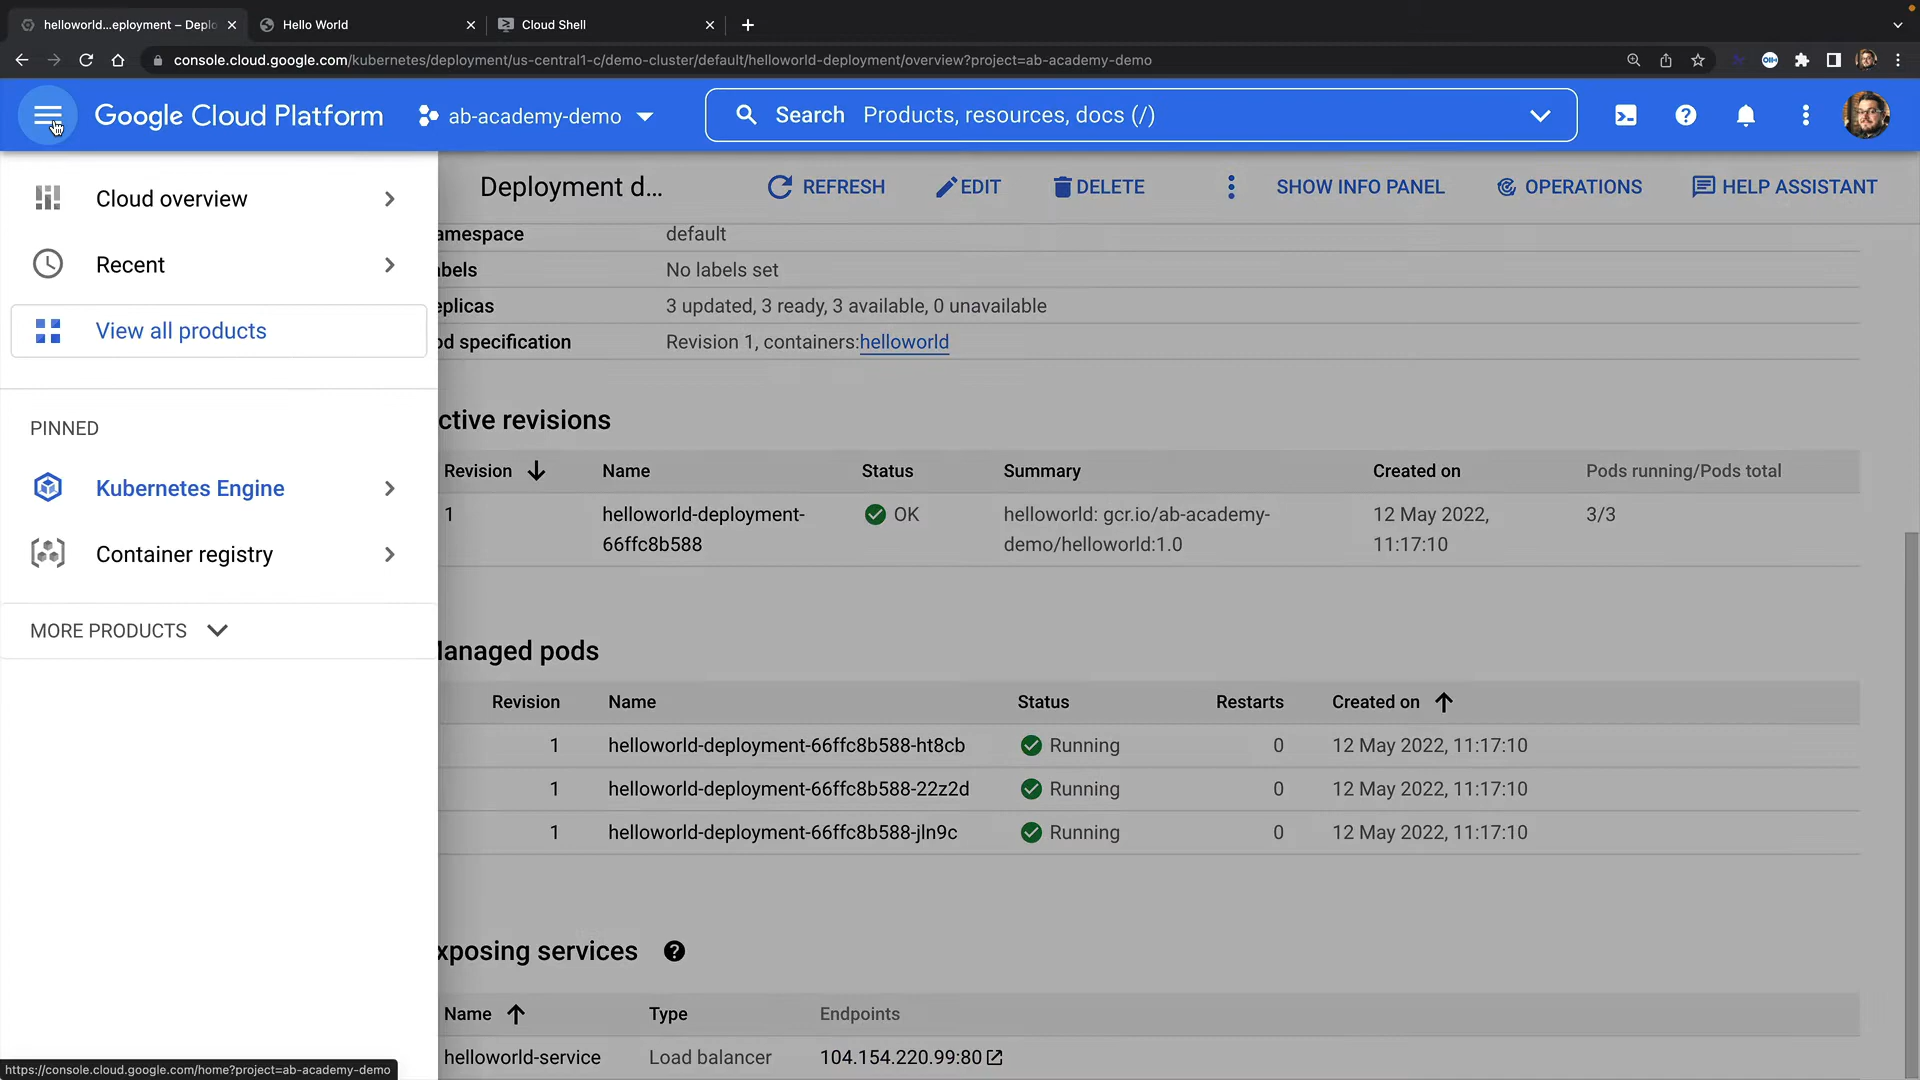 helloworld...eployment – Deplo
Hello World
Cloud Shell
console.cloud.google.com/kubernetes/deployment/us-central1-c/demo-cluster/default/helloworld-deployment/overview?project=ab-academy-demo
Google Cloud Platform
ab-academy-demo
Search Products, resources, docs (/)
Cloud overview
Recent
View all products
PINNED
Kubernetes Engine
Container registry
MORE PRODUCTS
Deployment d...
REFRESH
EDIT
DELETE
SHOW INFO PANEL
OPERATIONS
HELP ASSISTANT
amespace default
abels No labels set
eplicas 3 updated, 3 ready, 3 available, 0 unavailable
od specification Revision 1, containers:helloworld
ctive revisions
Revision Name Status Summary Created on Pods running/Pods total
1 helloworld-deployment- OK helloworld: gcr.io/ab-academy- 12 May 2022, 3/3
66ffc8b588 demo/helloworld:1.0 11:17:10
anaged pods
Revision Name Status Restarts Created on
1 helloworld-deployment-66ffc8b588-ht8cb Running 0 12 May 2022, 11:17:10
1 helloworld-deployment-66ffc8b588-22z2d Running 0 12 May 2022, 11:17:10
1 helloworld-deployment-66ffc8b588-jln9c Running 0 12 May 2022, 11:17:10
xposing services
Name Type Endpoints
helloworld-service Load balancer 104.154.220.99:80
https://console.cloud.google.com/home?project=ab-academy-demo